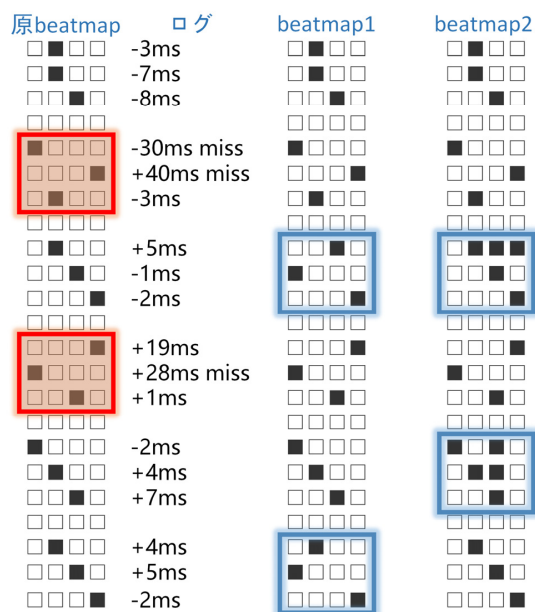 原beatmap ログ beatmap1 beatmap2
-3ms
-7ms
-8ms
-30ms miss
+40ms miss
-3ms
+5ms
-1ms
-2ms
+19ms
+28ms miss
+1ms
-2ms
+4ms
+7ms
+4ms
+5ms
-2ms